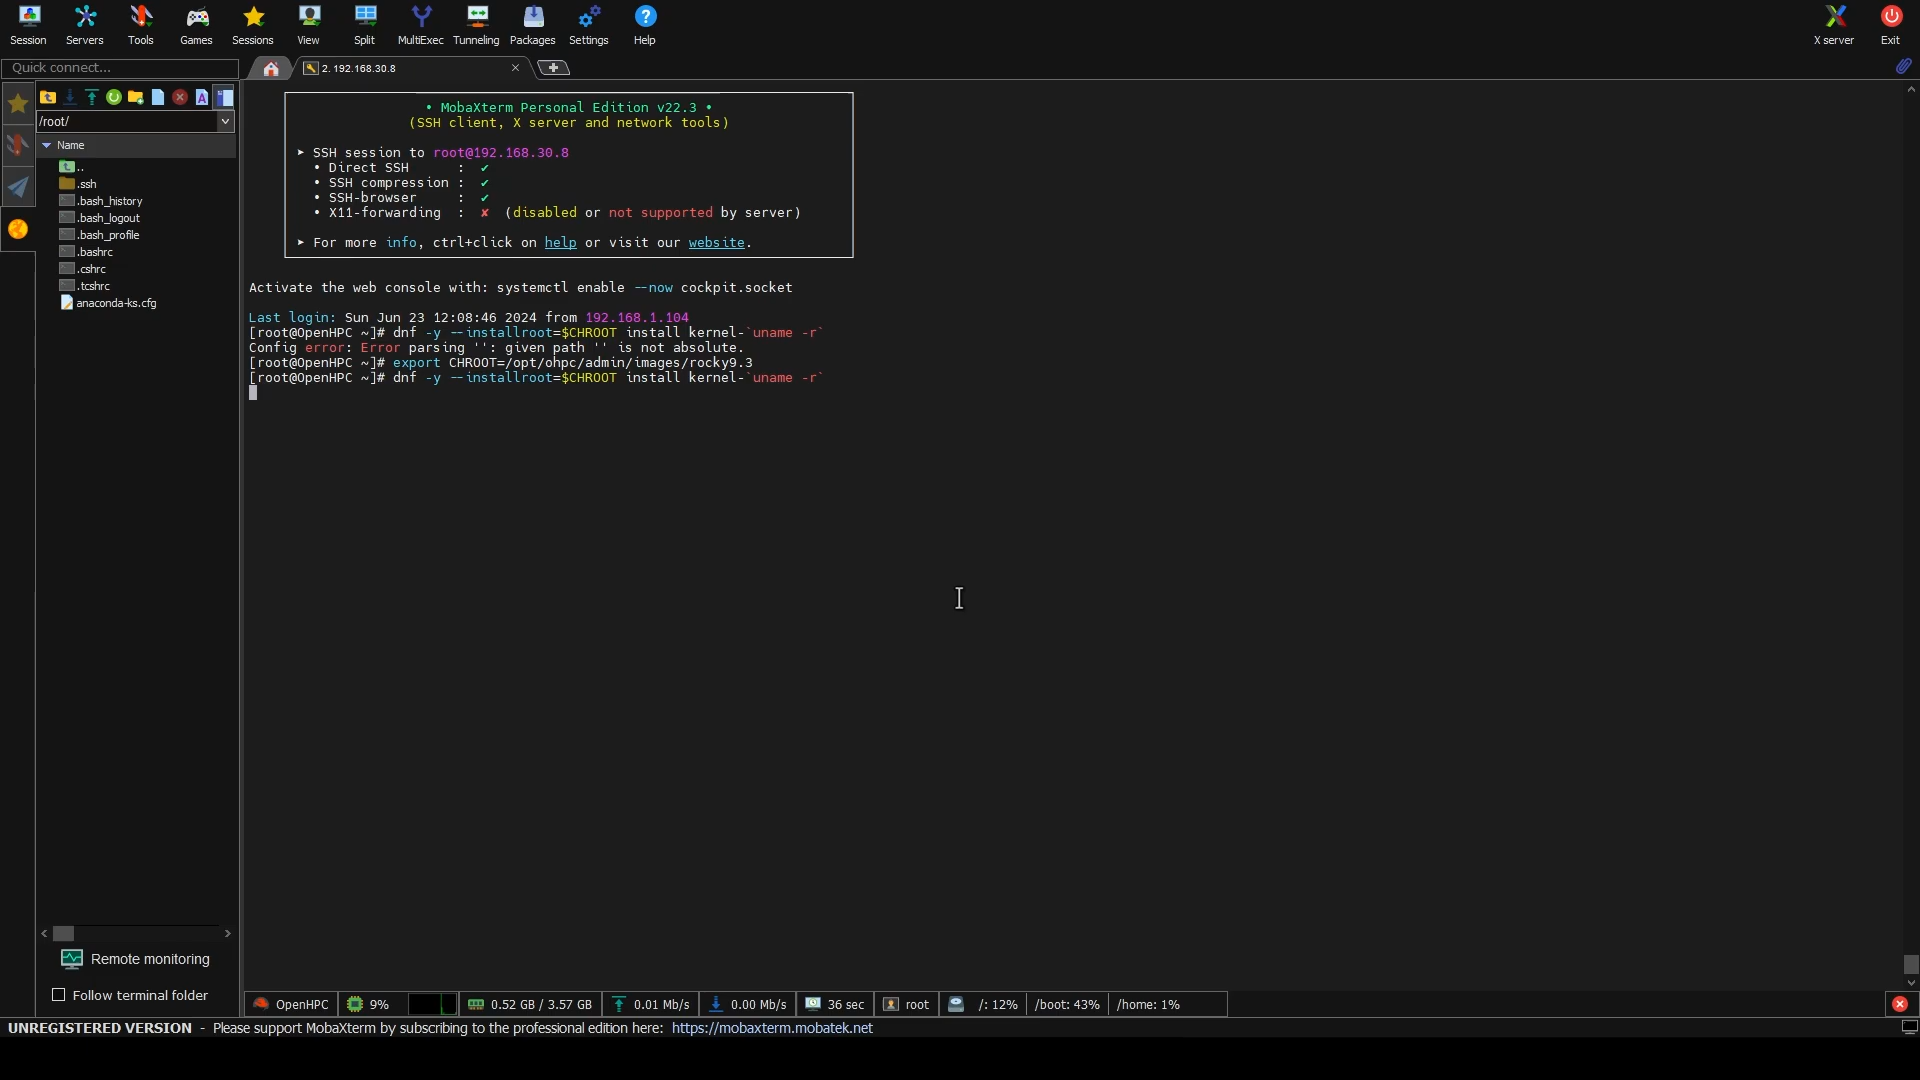 Session Servers Tools Games Sessions View Split MultiExec Tunneling Packages Settings Help X server Exit
Quick connect...
2. 192.168.30.8
/root/
Name
..
.ssh
.bash_history
.bash_logout
.bash_profile
.bashrc
.cshrc
.tcshrc
anaconda-ks.cfg
• MobaXterm Personal Edition v22.3 •
(SSH client, X server and network tools)
➤ SSH session to root@192.168.30.8
• Direct SSH : ✔
• SSH compression : ✔
• SSH-browser : ✔
• X11-forwarding : ✘ (disabled or not supported by server)
➤ For more info, ctrl+click on help or visit our website.
Activate the web console with: systemctl enable --now cockpit.socket
Last login: Sun Jun 23 12:08:46 2024 from 192.168.1.104
[root@OpenHPC ~]# dnf -y --installroot=$CHROOT install kernel-`uname -r`
Config error: Error parsing '': given path '' is not absolute.
[root@OpenHPC ~]# export CHROOT=/opt/ohpc/admin/images/rocky9.3
[root@OpenHPC ~]# dnf -y --installroot=$CHROOT install kernel-`uname -r`
Remote monitoring
Follow terminal folder
OpenHPC 9% 0.52 GB / 3.57 GB 0.01 Mb/s 0.00 Mb/s 36 sec root /: 12% /boot: 43% /home: 1%
UNREGISTERED VERSION - Please support MobaXterm by subscribing to the professional edition here: https://mobaxterm.mobatek.net